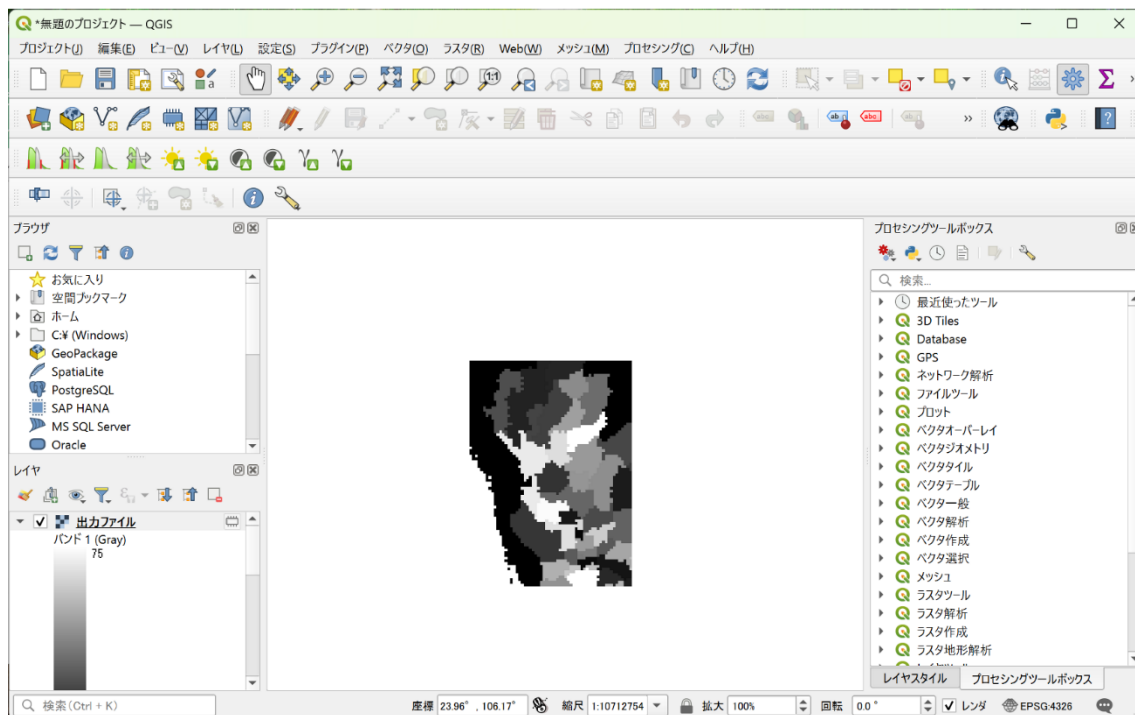 *無題のプロジェクト — QGIS
プロジェクト(J) 編集(E) ビュー(V) レイヤ(L) 設定(S) プラグイン(P) ベクタ(O) ラスタ(R) Web(W) メッシュ(M) プロセシング(C) ヘルプ(H)
ブラウザ
お気に入り
空間ブックマーク
ホーム
C:¥ (Windows)
GeoPackage
SpatiaLite
PostgreSQL
SAP HANA
MS SQL Server
Oracle
レイヤ
出力ファイル
バンド 1 (Gray)
75
プロセシングツールボックス
検索...
最近使ったツール
3D Tiles
Database
GPS
ネットワーク解析
ファイルツール
プロット
ベクタオーバーレイ
ベクタジオメトリ
ベクタタイル
ベクタテーブル
ベクタ一般
ベクタ解析
ベクタ作成
ベクタ選択
メッシュ
ラスタツール
ラスタ解析
ラスタ作成
ラスタ地形解析
レイヤスタイル プロセシングツールボックス
検索(Ctrl + K) 座標 23.96° , 106.17° 縮尺 1:10712754 拡大 100% 回転 0.0 ° レンダ EPSG:4326